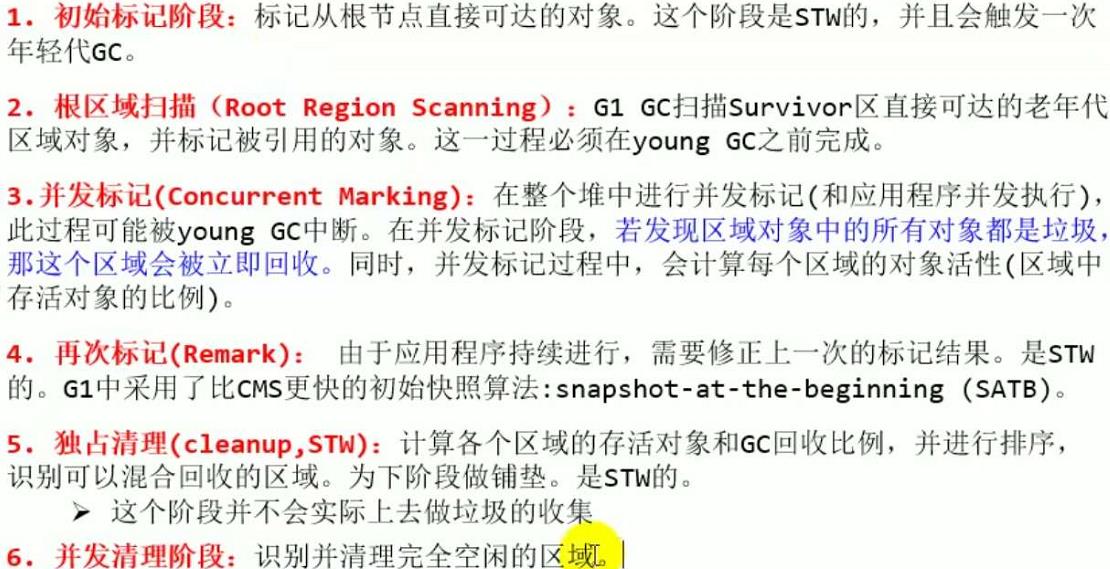 1. 初始标记阶段：标记从根节点直接可达的对象。这个阶段是STW的，并且会触发一次
年轻代GC。
2. 根区域扫描（Root Region Scanning）：G1 GC扫描Survivor区直接可达的老年代
区域对象，并标记被引用的对象。这一过程必须在young GC之前完成。
3.并发标记(Concurrent Marking)：在整个堆中进行并发标记(和应用程序并发执行)，
此过程可能被young GC中断。在并发标记阶段，若发现区域对象中的所有对象都是垃圾，
那这个区域会被立即回收。同时，并发标记过程中，会计算每个区域的对象活性(区域中
存活对象的比例)。
4. 再次标记(Remark)： 由于应用程序持续进行，需要修正上一次的标记结果。是STW
的。G1中采用了比CMS更快的初始快照算法:snapshot-at-the-beginning (SATB)。
5. 独占清理(cleanup,STW)：计算各个区域的存活对象和GC回收比例，并进行排序，
识别可以混合回收的区域。为下阶段做铺垫。是STW的。
➢ 这个阶段并不会实际上去做垃圾的收集
6. 并发清理阶段：识别并清理完全空闲的区域。